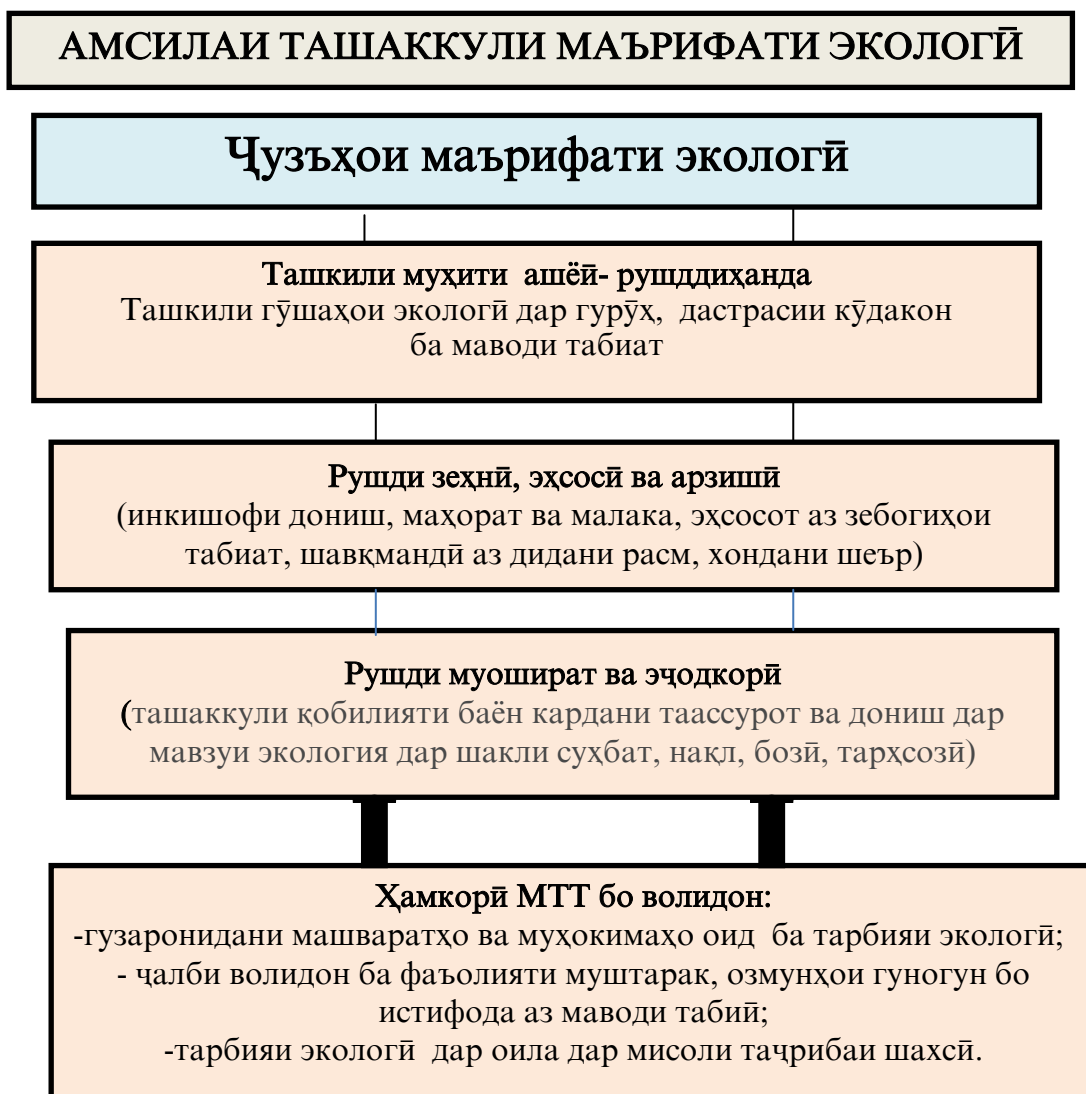 АМСИЛАИ ТАШАККУЛИ МАЪРИФАТИ ЭКОЛОГӢ
Ҷузъҳои маърифати экологӣ
Ташкили муҳити ашёӣ- рушддиҳанда
Ташкили гӯшаҳои экологӣ дар гурӯҳ, дастрасии кӯдакон
ба маводи табиат
Рушди зеҳнӣ, эҳсосӣ ва арзишӣ
(инкишофи дониш, маҳорат ва малака, эҳсосот аз зебогиҳои
табиат, шавқмандӣ аз дидани расм, хондани шеър)
Рушди муошират ва эҷодкорӣ
(ташаккули қобилияти баён кардани таассурот ва дониш дар
мавзуи экология дар шакли суҳбат, нақл, бозӣ, тарҳсозӣ)
Ҳамкорӣ МТТ бо волидон:
-гузаронидани машваратҳо ва муҳокимаҳо оид ба тарбияи экологӣ;
- ҷалби волидон ба фаъолияти муштарак, озмунҳои гуногун бо
истифода аз маводи табиӣ;
-тарбияи экологӣ дар оила дар мисоли таҷрибаи шахсӣ.